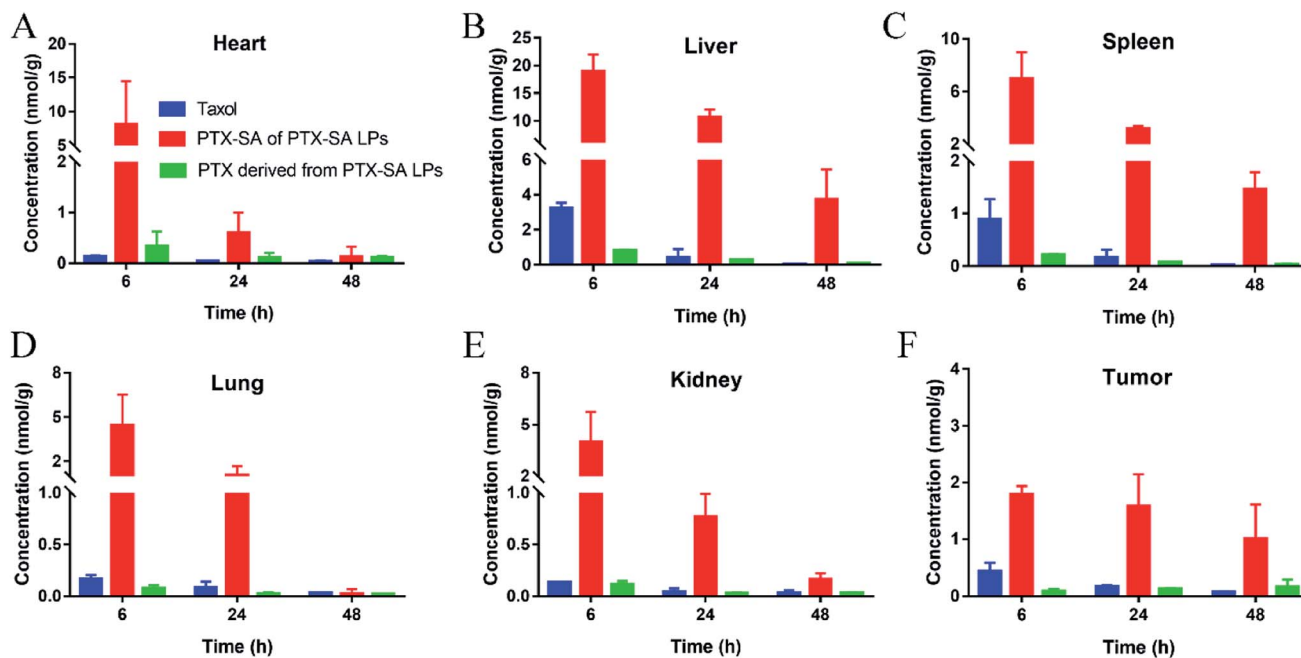 A
Heart
Concentration (nmol/g)
20
15
10
5
2
1
0
Taxol
PTX-SA of PTX-SA LPs
PTX derived from PTX-SA LPs
6
24
48
Time (h)
B
Liver
Concentration (nmol/g)
25
20
15
10
6
4
2
0
6
24
48
Time (h)
C
Spleen
Concentration (nmol/g)
10
6
2
1
0
6
24
48
Time (h)
D
Lung
Concentration (nmol/g)
8
5
2
1.0
0.5
0.0
6
24
48
Time (h)
E
Kidney
Concentration (nmol/g)
8
5
2
1.0
0.5
0.0
6
24
48
Time (h)
F
Tumor
Concentration (nmol/g)
4
3
2
1
0
6
24
48
Time (h)